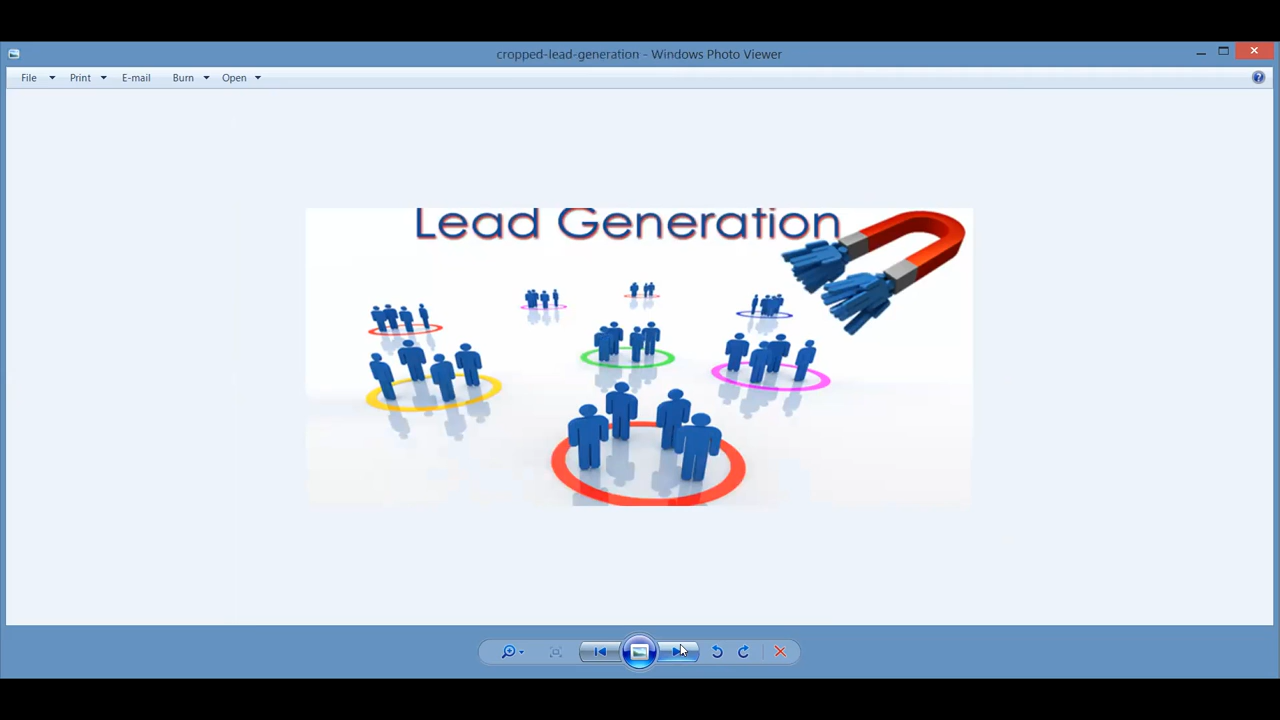 cropped-lead-generation - Windows Photo Viewer
File Print E-mail Burn Open
Lead Generation